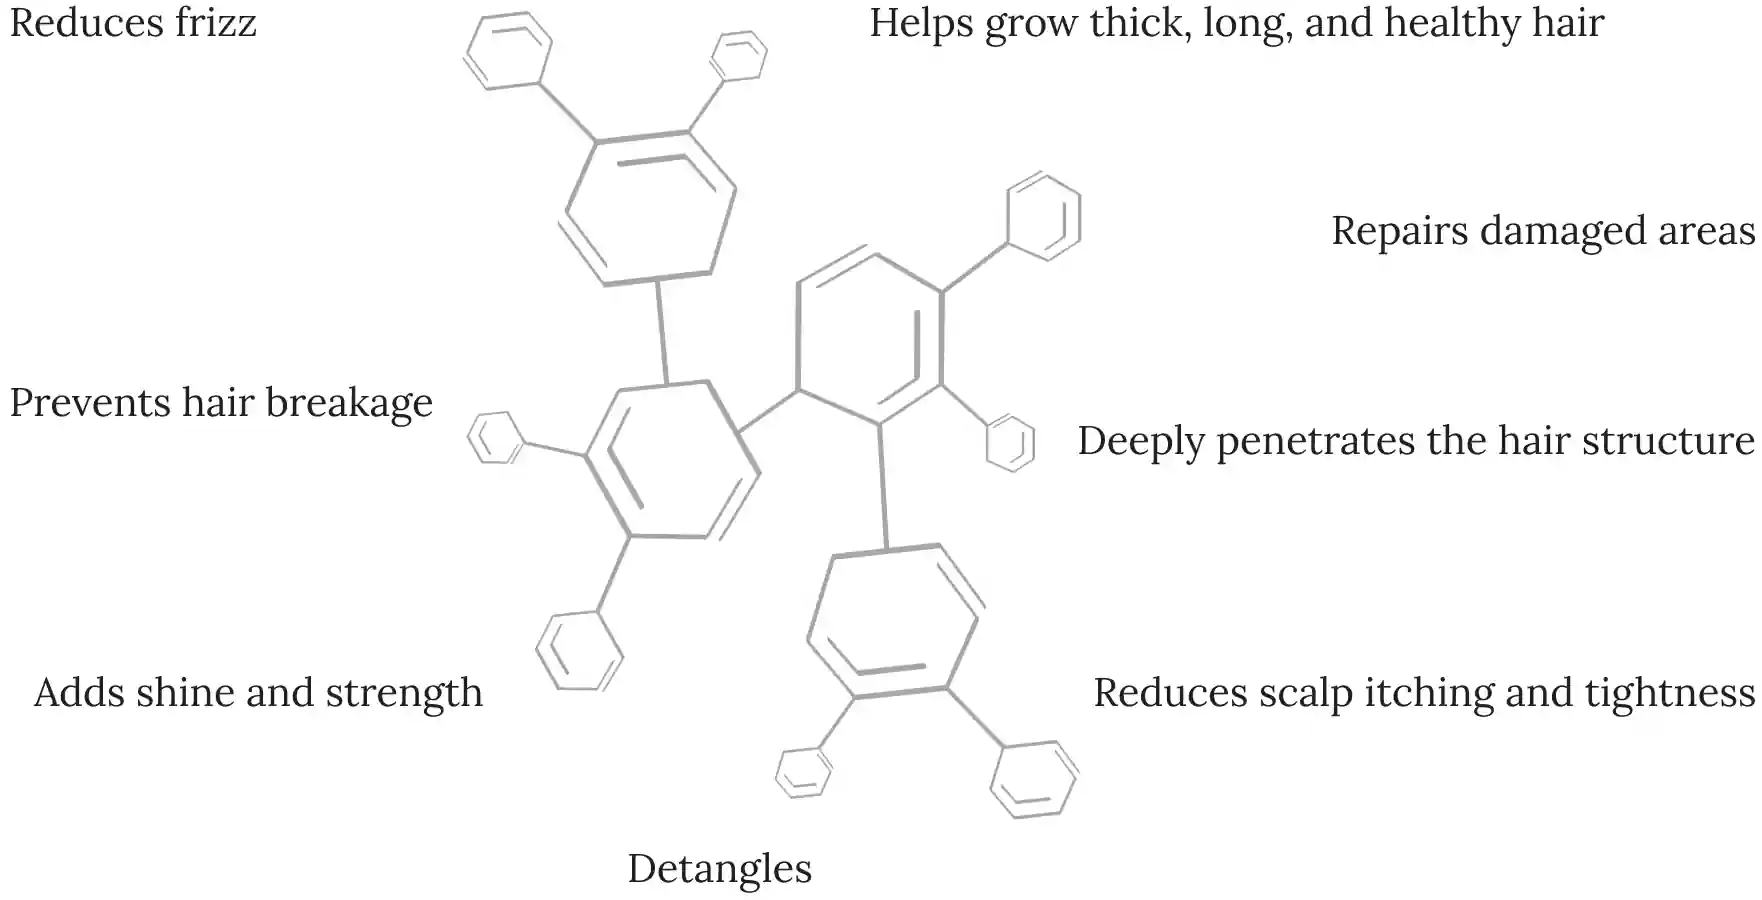 Reduces frizz
Helps grow thick, long, and healthy hair
Repairs damaged areas
Prevents hair breakage
Deeply penetrates the hair structure
Adds shine and strength
Reduces scalp itching and tightness
Detangles